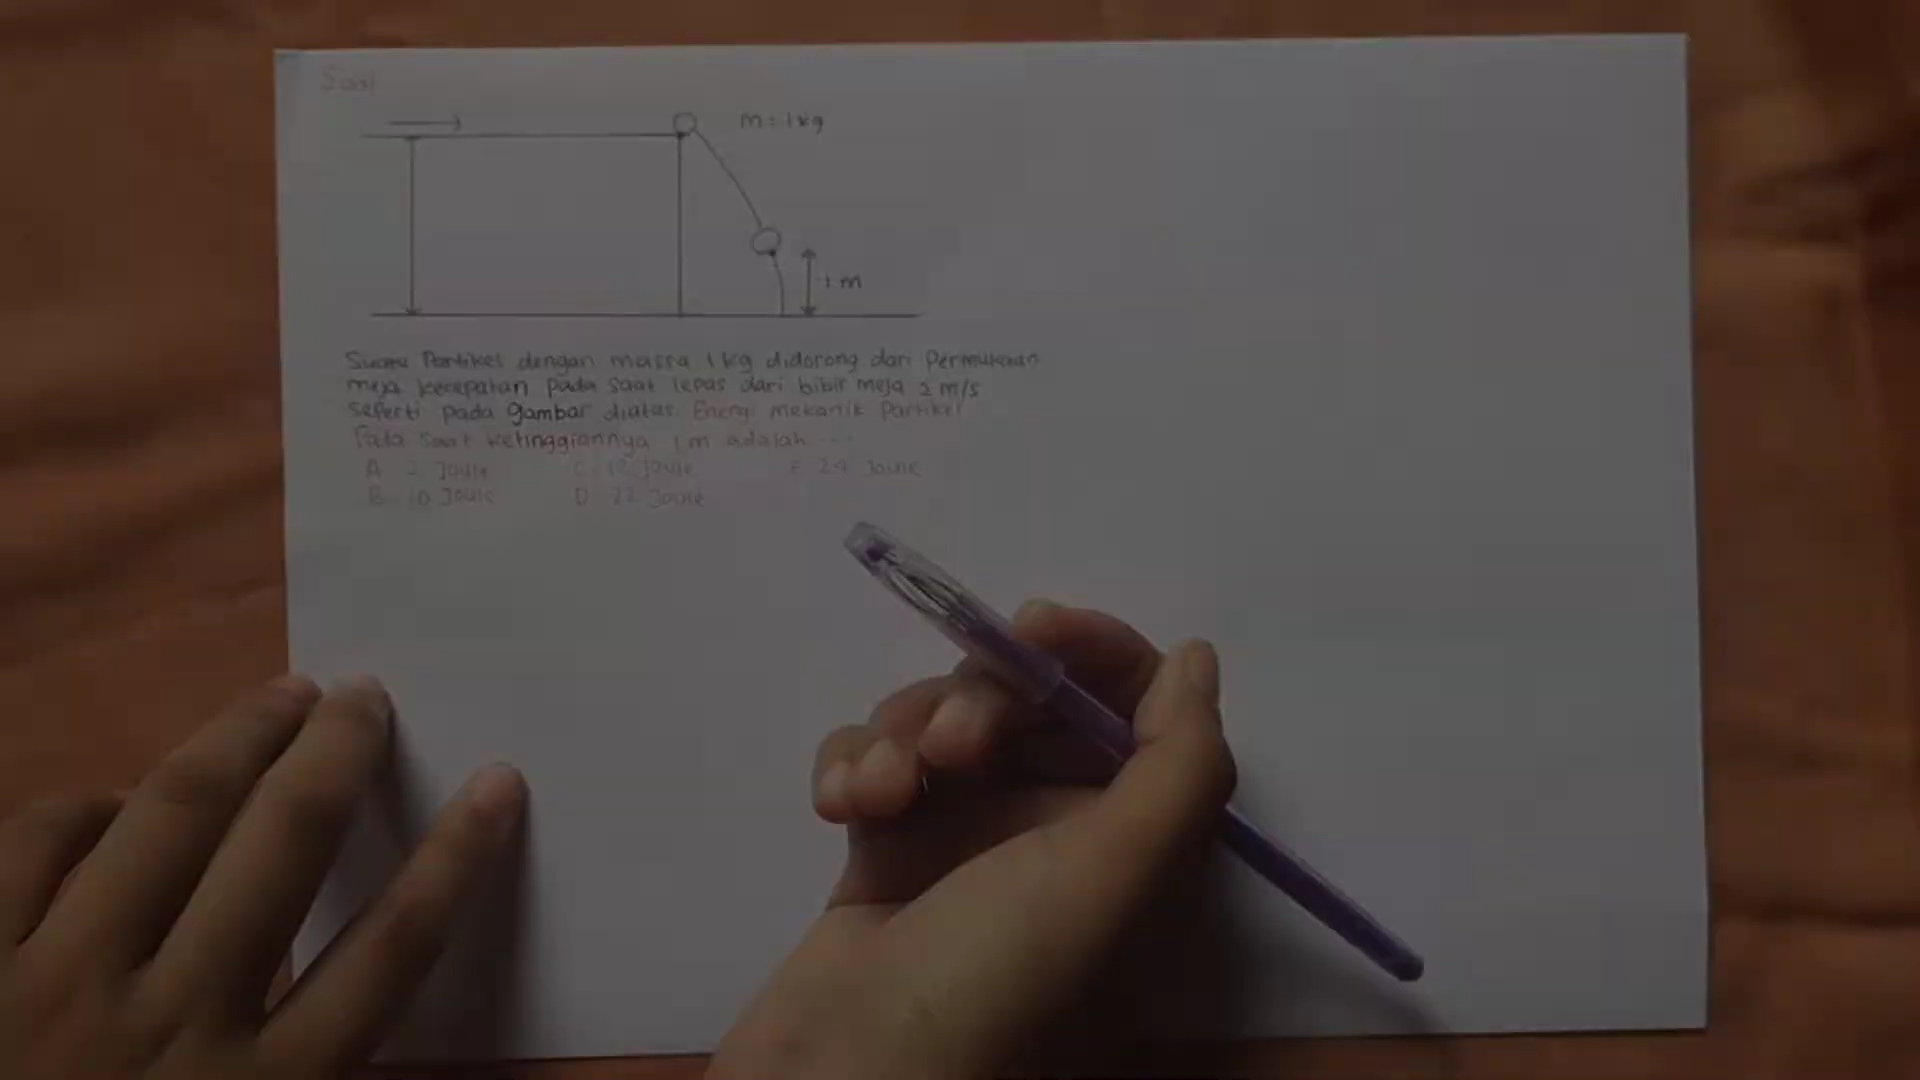 Soal
m = 1 kg
1 m
Suatu Partikel dengan massa 1 kg didorong dari Permukaan
meja kecepatan pada saat lepas dari bibir meja 2 m/s
seperti pada gambar diatas. Energi mekanik Partikel
Pada saat ketinggiannya 1 m adalah ...
A. 2 Joule C. 12 Joule E. 24 Joule
B. 10 Joule D. 22 Joule